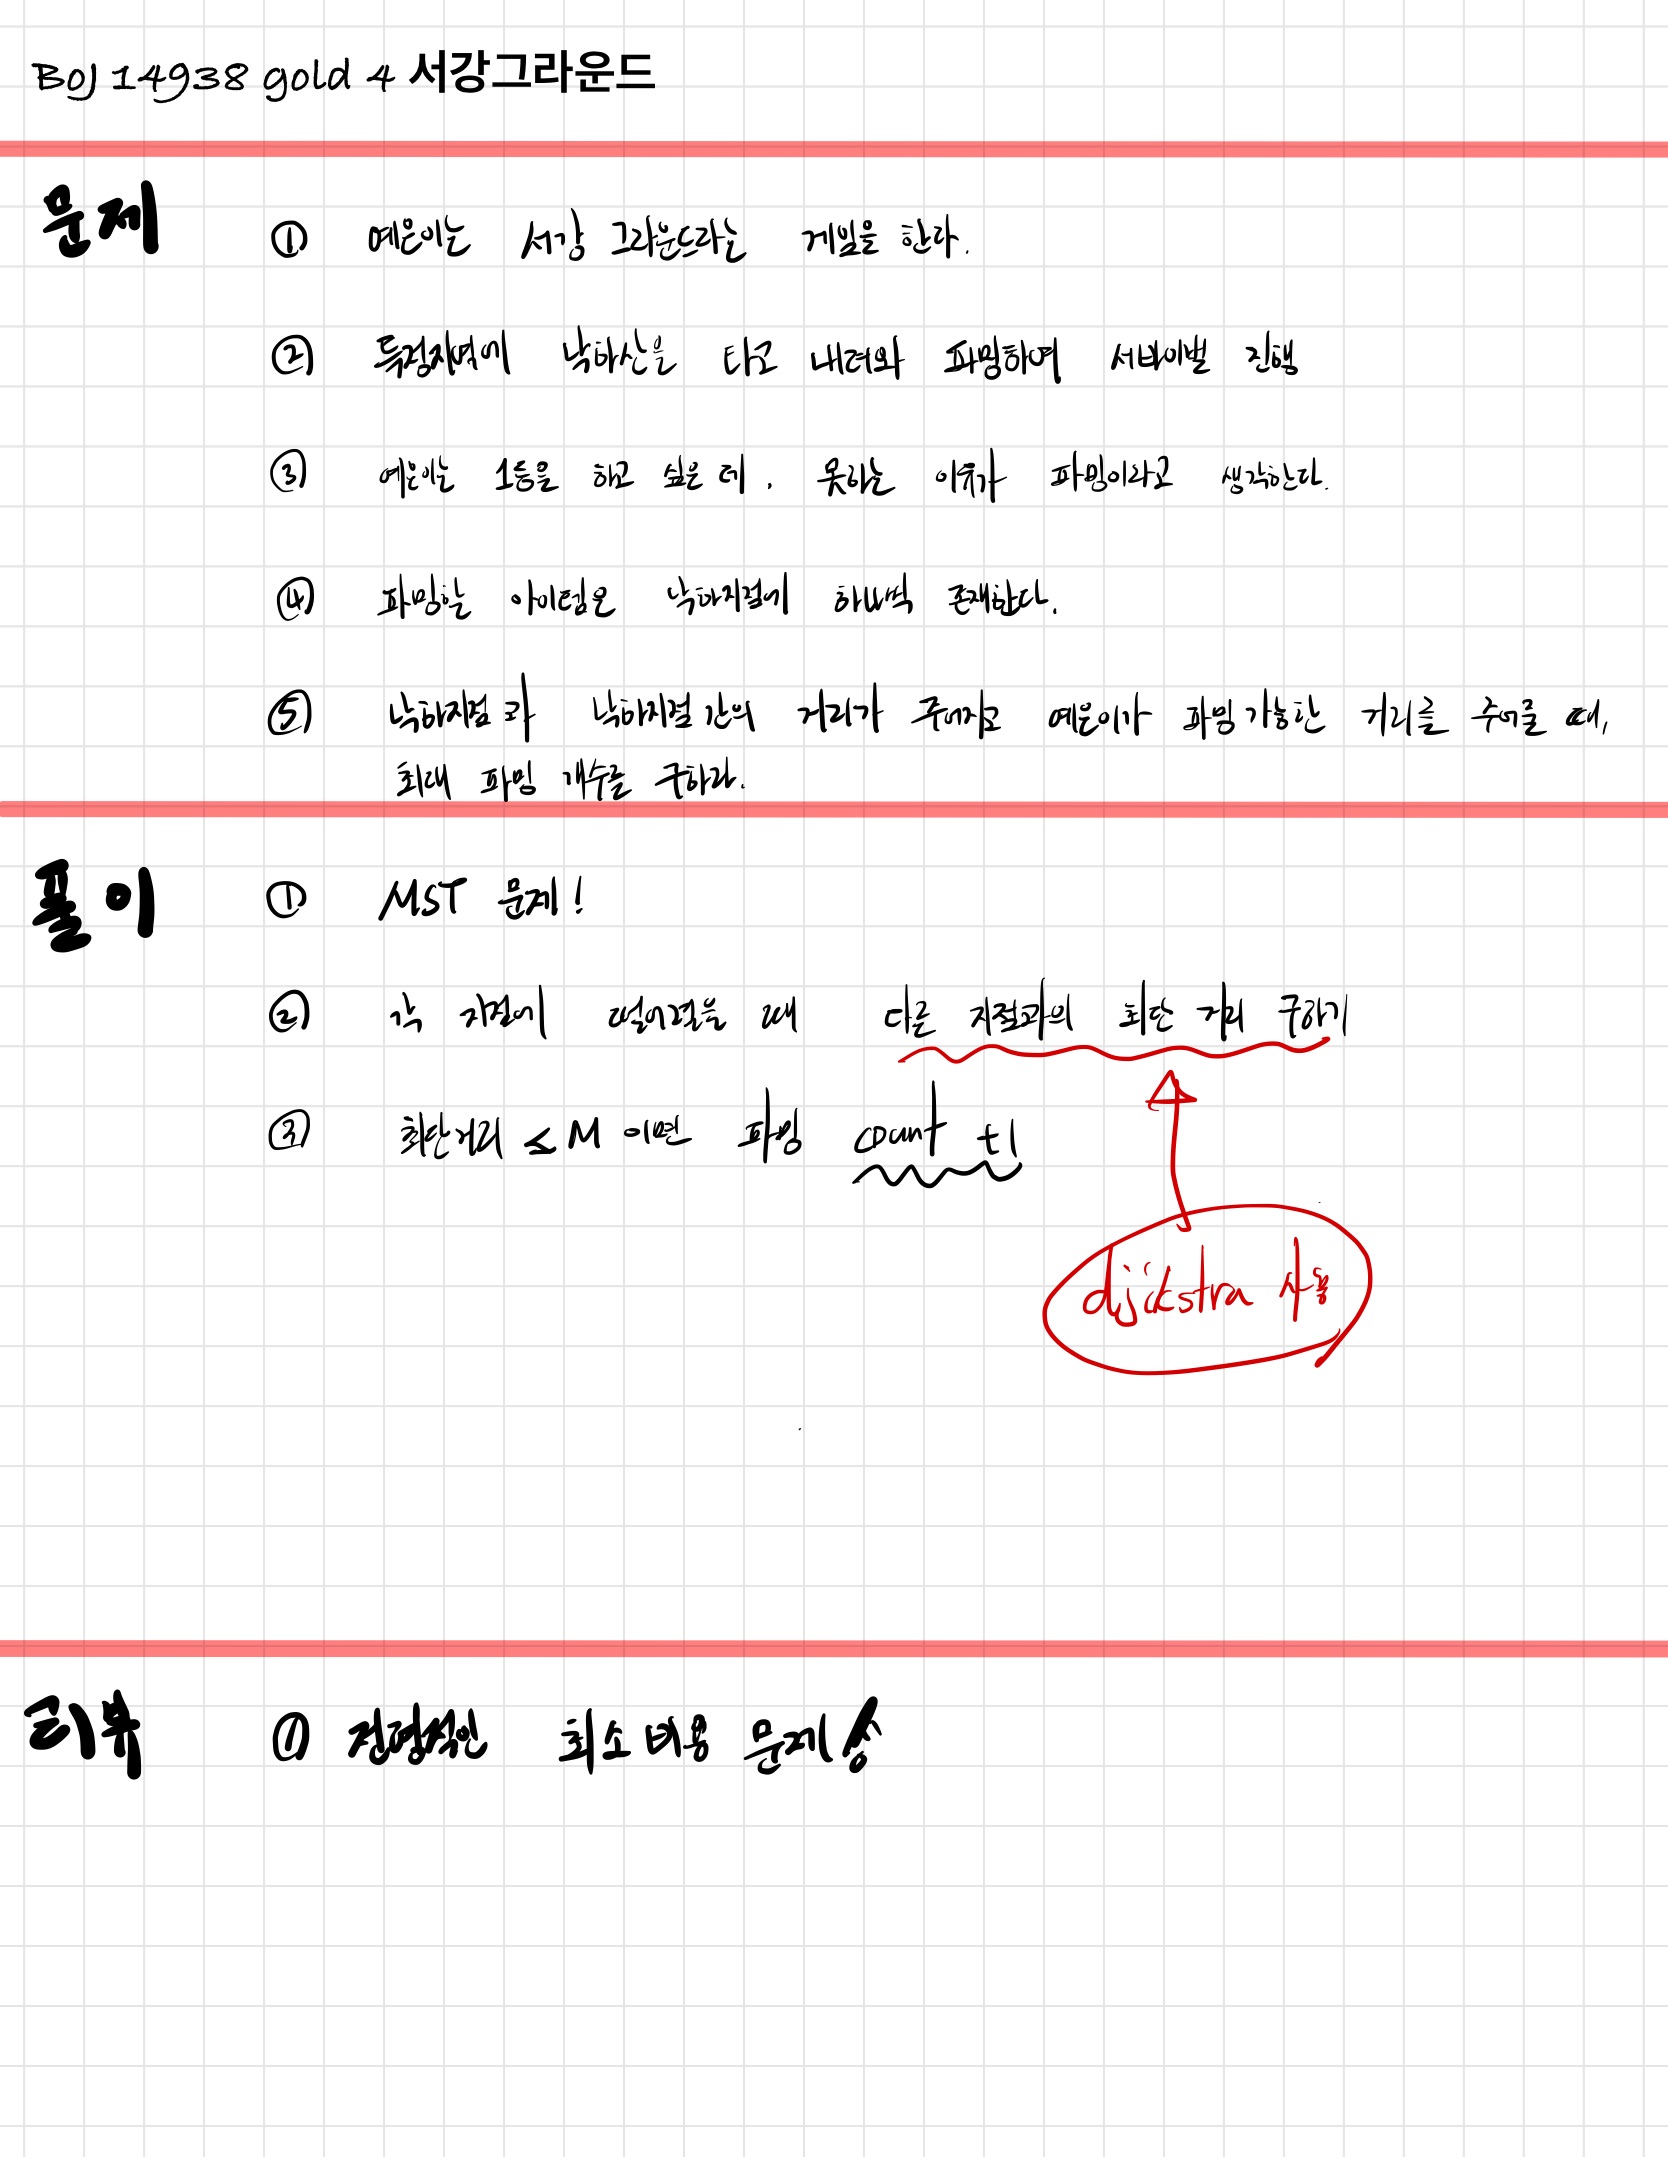 BOJ 14938 gold 4 서강그라운드
문제
① 예은이는 서강 그라운드라는 게임을 한다.
② 특정지역에 낙하산을 타고 내려와 파밍하여 서바이벌 진행
③ 예은이는 1등을 하고 싶은 데, 못하는 이유가 파밍이라고 생각한다.
④ 파밍할 아이템은 낙하지점에 하나씩 존재한다.
⑤ 낙하지점 과 낙하지점 간의 거리가 주어지고 예은이가 파밍 가능한 거리를 주어줄 때,
최대 파밍 개수를 구하라.
풀이
① MST 문제!
② 각 지점에 떨어졌을 때 다른 지점과의 최단 거리 구하기
③ 최단거리 ≤ M 이면 파밍 count +1
dijkstra 사용
리뷰
① 전형적인 최소 비용 문제